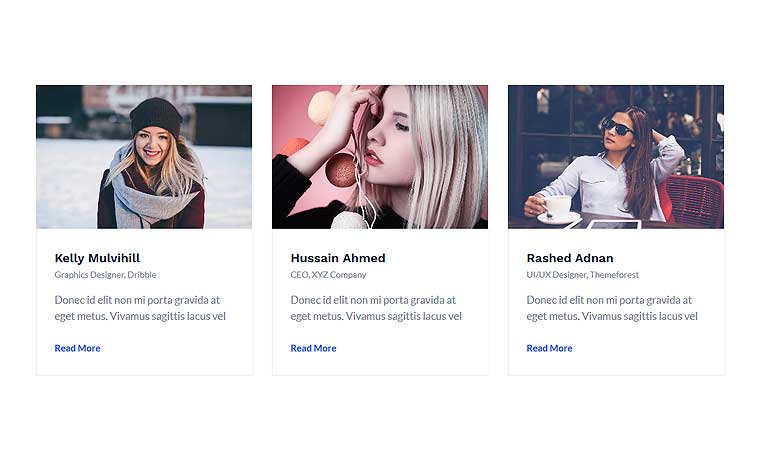 Kelly Mulvihill
Graphics Designer, Dribble
Donec id elit non mi porta gravida at
eget metus. Vivamus sagittis lacus vel
Read More
Hussain Ahmed
CEO, XYZ Company
Donec id elit non mi porta gravida at
eget metus. Vivamus sagittis lacus vel
Read More
Rashed Adnan
UI/UX Designer, Themeforest
Donec id elit non mi porta gravida at
eget metus. Vivamus sagittis lacus vel
Read More